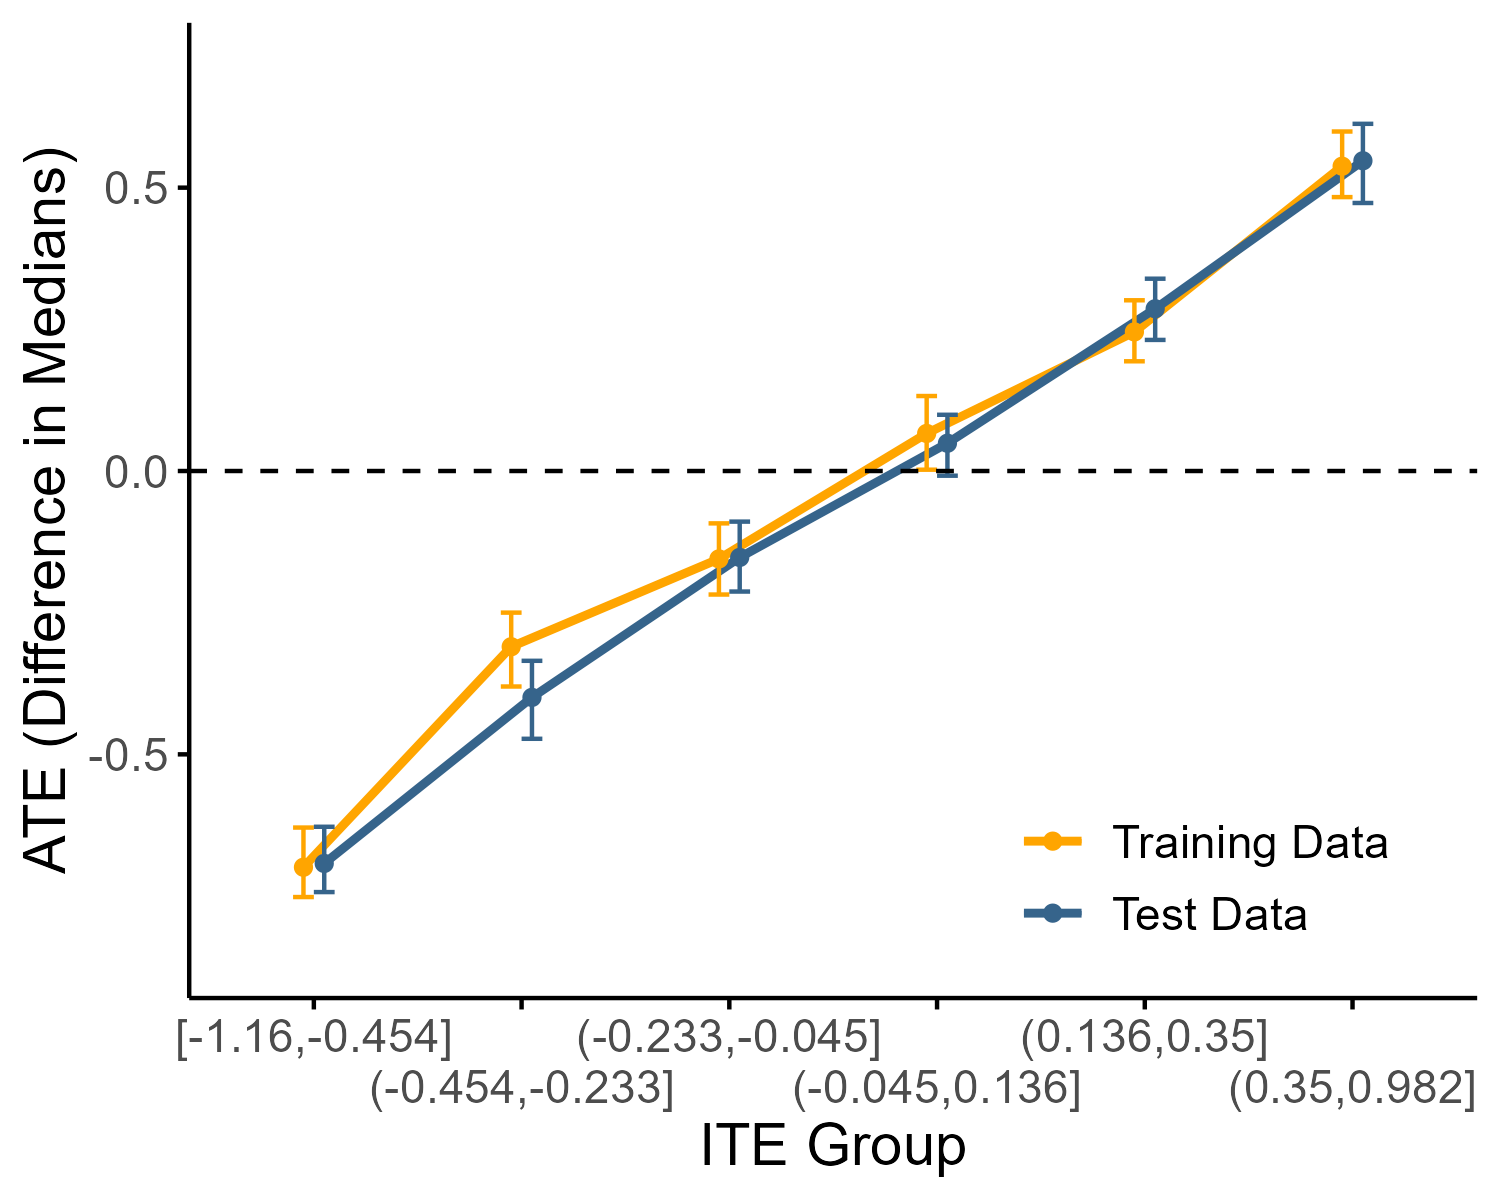 ATE (Difference in Medians)
0.5
0.0
-0.5
Training Data
Test Data
[-1.16,-0.454]
(-0.233,-0.045]
(0.136,0.35]
(-0.454,-0.233]
(-0.045,0.136]
(0.35,0.982]
ITE Group